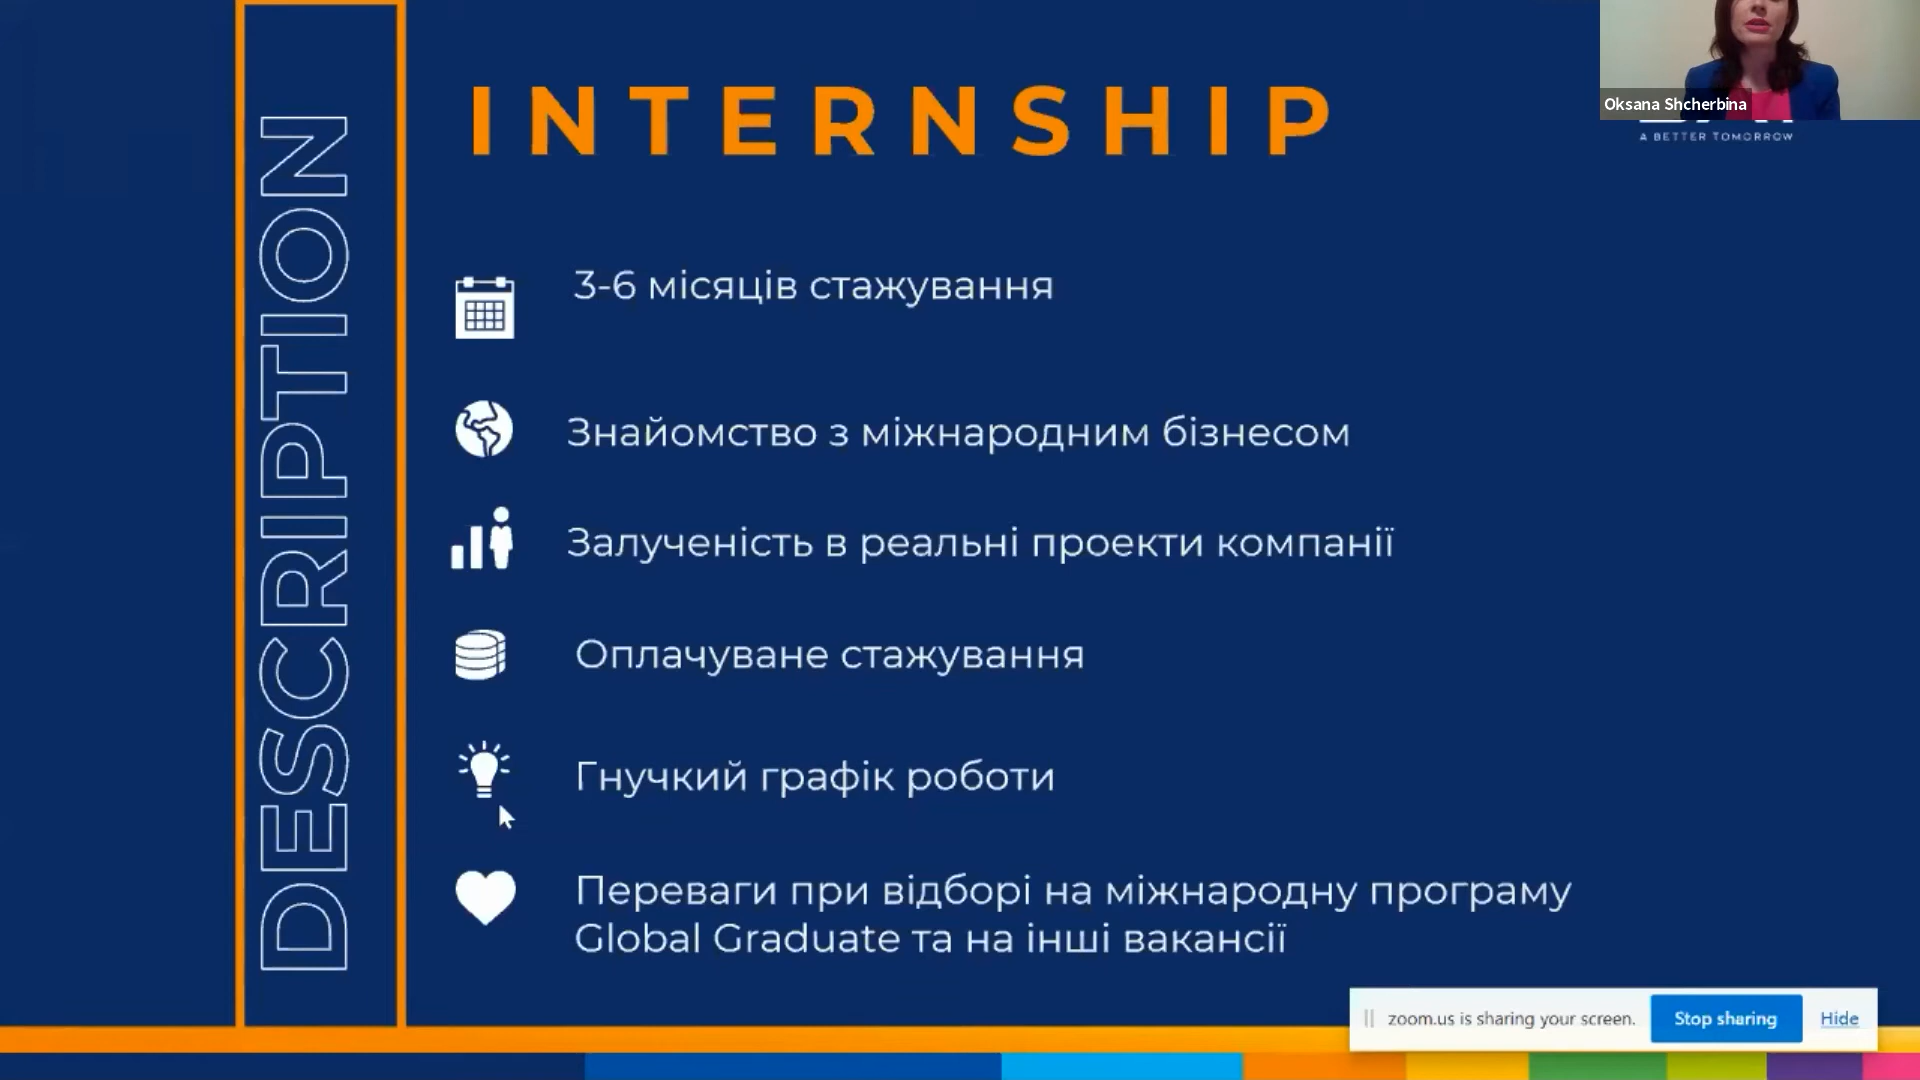 INTERNSHIP
Oksana Shcherbina
A BETTER TOMORROW
DESCRIPTION
3-6 місяців стажування
Знайомство з міжнародним бізнесом
Залученість в реальні проекти компанії
Оплачуване стажування
Гнучкий графік роботи
Переваги при відборі на міжнародну програму
Global Graduate та на інші вакансії
zoom.us is sharing your screen.
Stop sharing
Hide